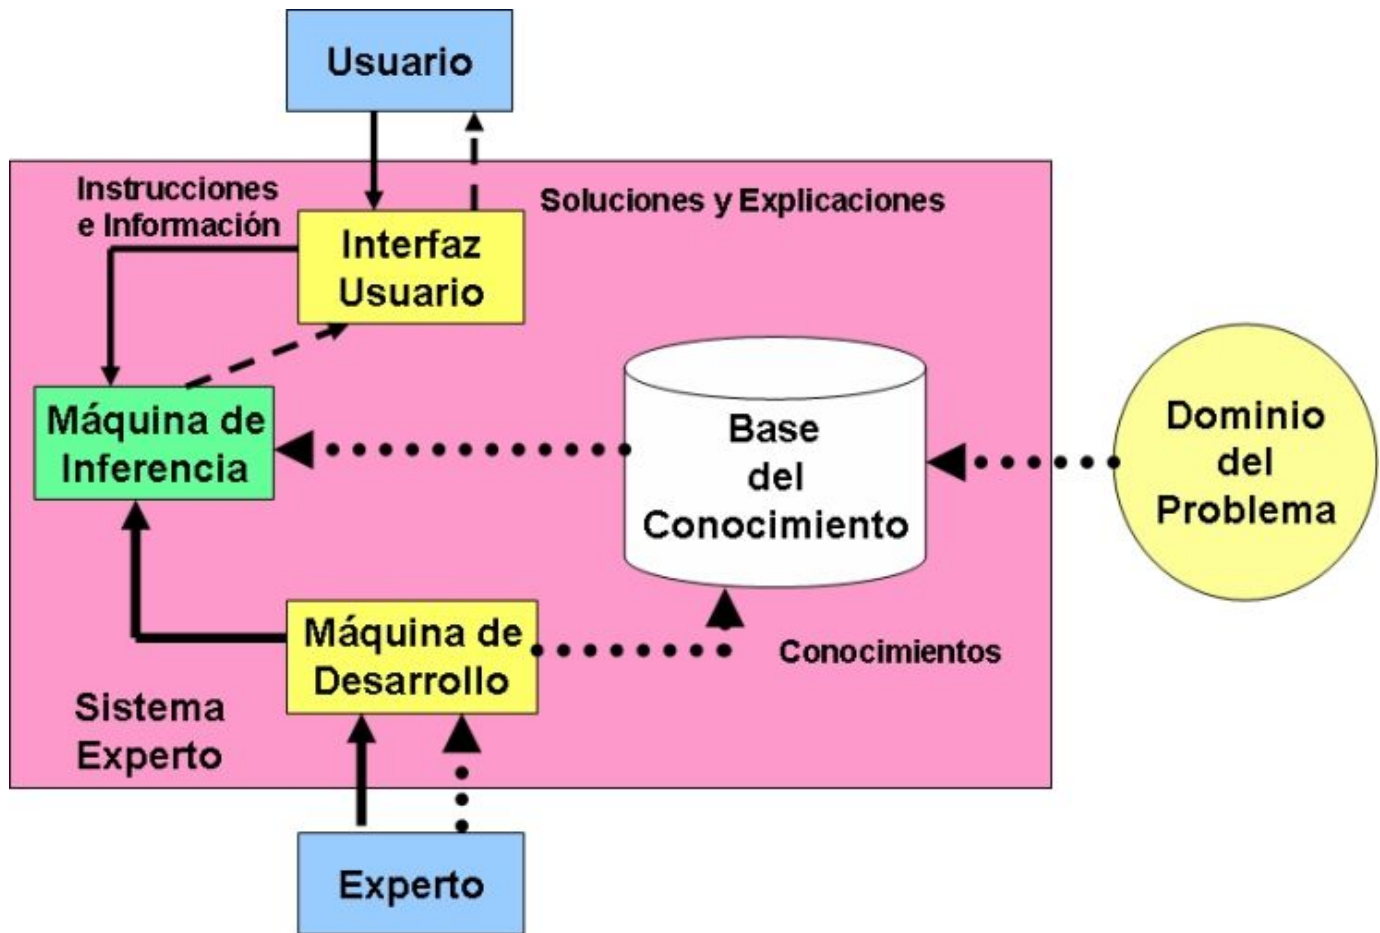 Usuario
Instrucciones
e Información
Soluciones y Explicaciones
Interfaz
Usuario
Máquina de
Inferencia
Base
del
Conocimiento
Dominio
del
Problema
Máquina de
Desarrollo
Conocimientos
Sistema
Experto
Experto